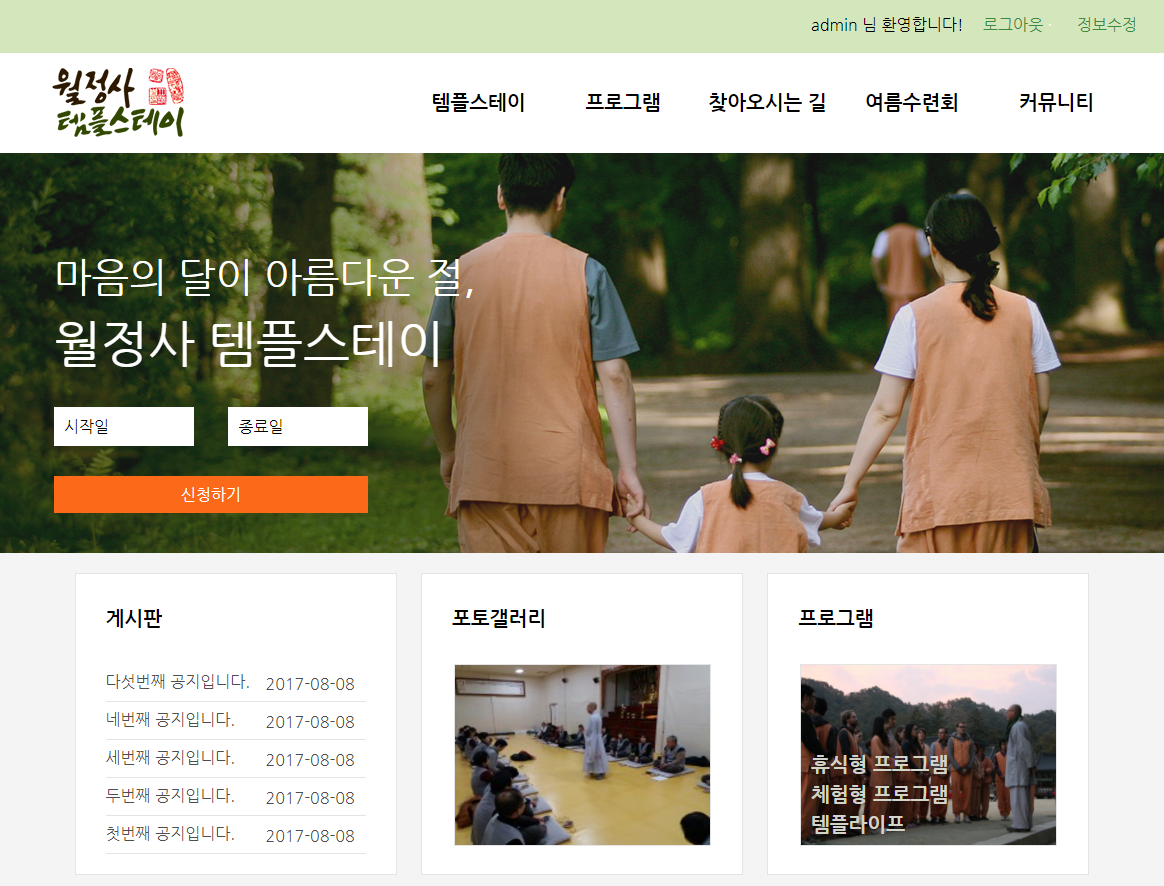 admin 님 환영합니다! 로그아웃 · 정보수정
월정사
템플스테이
템플스테이 프로그램 찾아오시는 길 여름수련회 커뮤니티
마음의 달이 아름다운 절,
월정사 템플스테이
시작일 종료일
신청하기
게시판
다섯번째 공지입니다. 2017-08-08
네번째 공지입니다. 2017-08-08
세번째 공지입니다. 2017-08-08
두번째 공지입니다. 2017-08-08
첫번째 공지입니다. 2017-08-08
포토갤러리
프로그램
휴식형 프로그램
체험형 프로그램
템플라이프